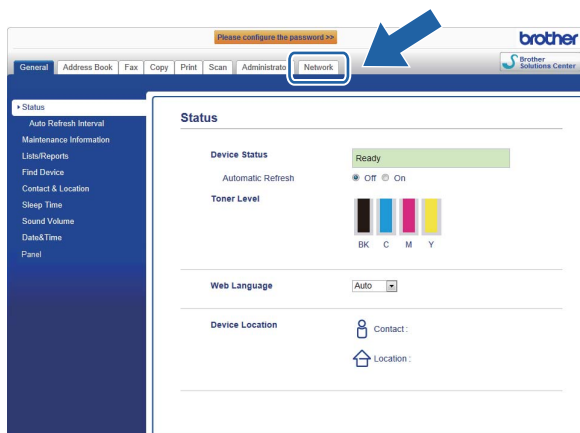 Please configure the password >>
brother
General Address Book Fax Copy Print Scan Administrato Network
Brother
Solutions Center
Status
Auto Refresh Interval
Maintenance Information
Lists/Reports
Find Device
Contact & Location
Sleep Time
Sound Volume
Date&Time
Panel
Status
Device Status Ready
Automatic Refresh Off On
Toner Level
BK C M Y
Web Language Auto
Device Location Contact :
Location :